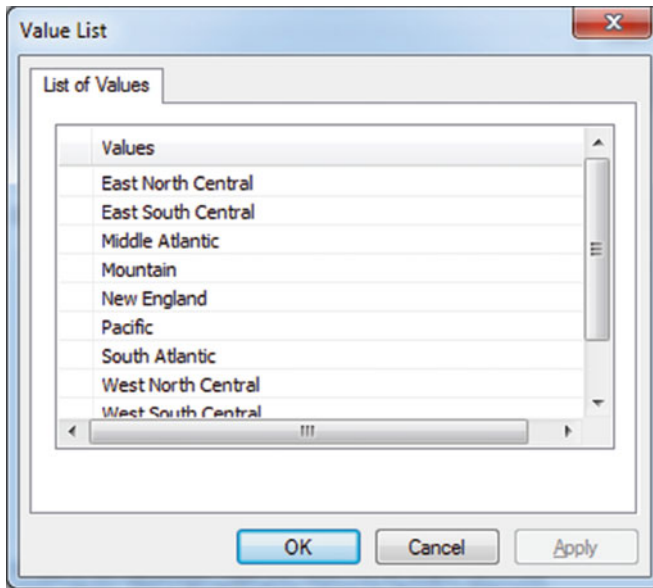 Value List
List of Values
Values
East North Central
East South Central
Middle Atlantic
Mountain
New England
Pacific
South Atlantic
West North Central
West South Central
OK Cancel Apply